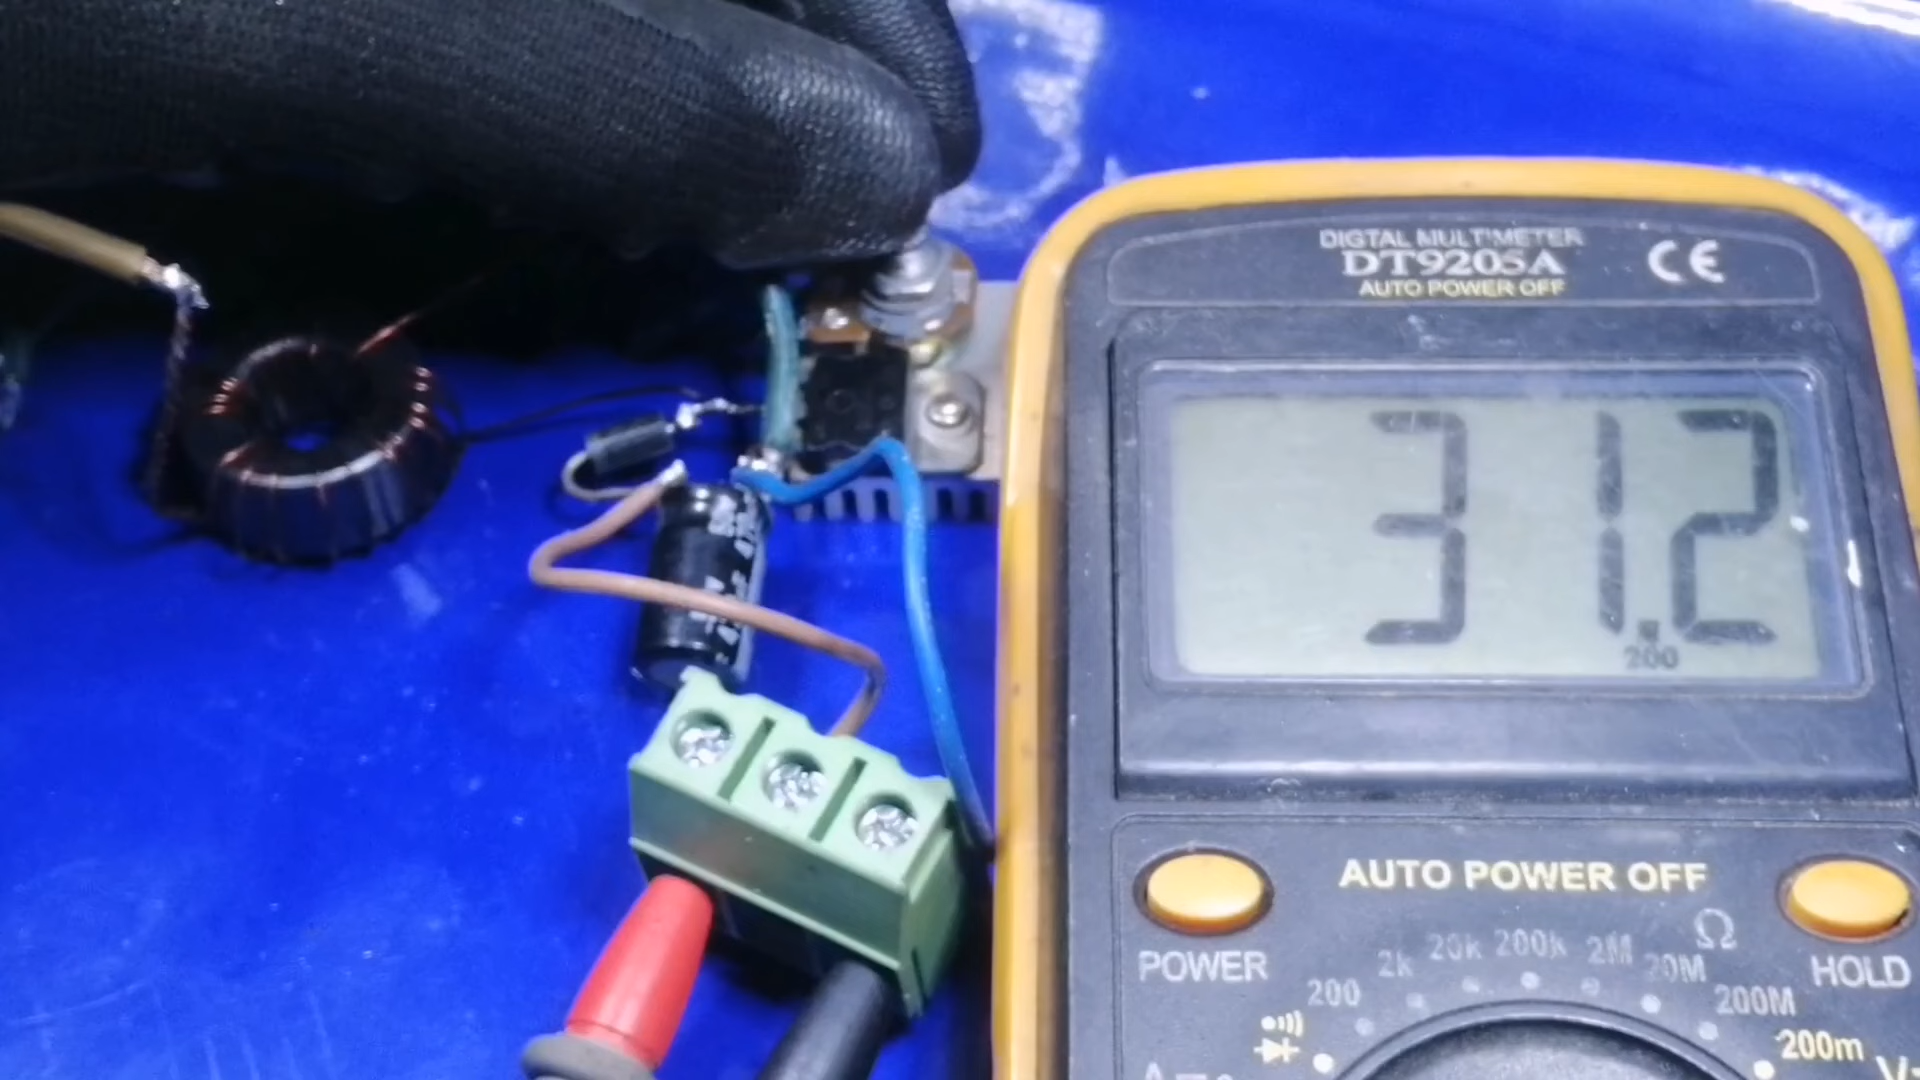 DIGTAL MULTIMETER
DT9205A
CE
AUTO POWER OFF
31.2
200
AUTO POWER OFF
POWER
HOLD
Ω
200 2k 20k 200k 2M 20M 200M
200m